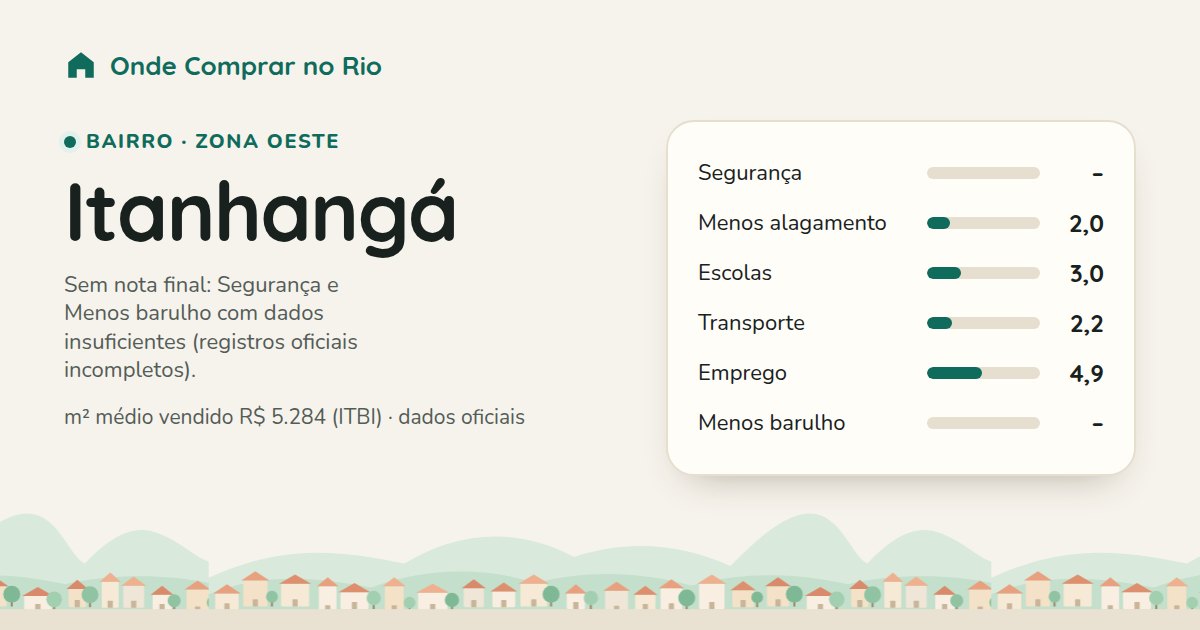 Onde Comprar no Rio
BAIRRO · ZONA OESTE
Itanhangá
Sem nota final: Segurança e
Menos barulho com dados
insuficientes (registros oficiais
incompletos).
m² médio vendido R$ 5.284 (ITBI) · dados oficiais
Segurança –
Menos alagamento 2,0
Escolas 3,0
Transporte 2,2
Emprego 4,9
Menos barulho –